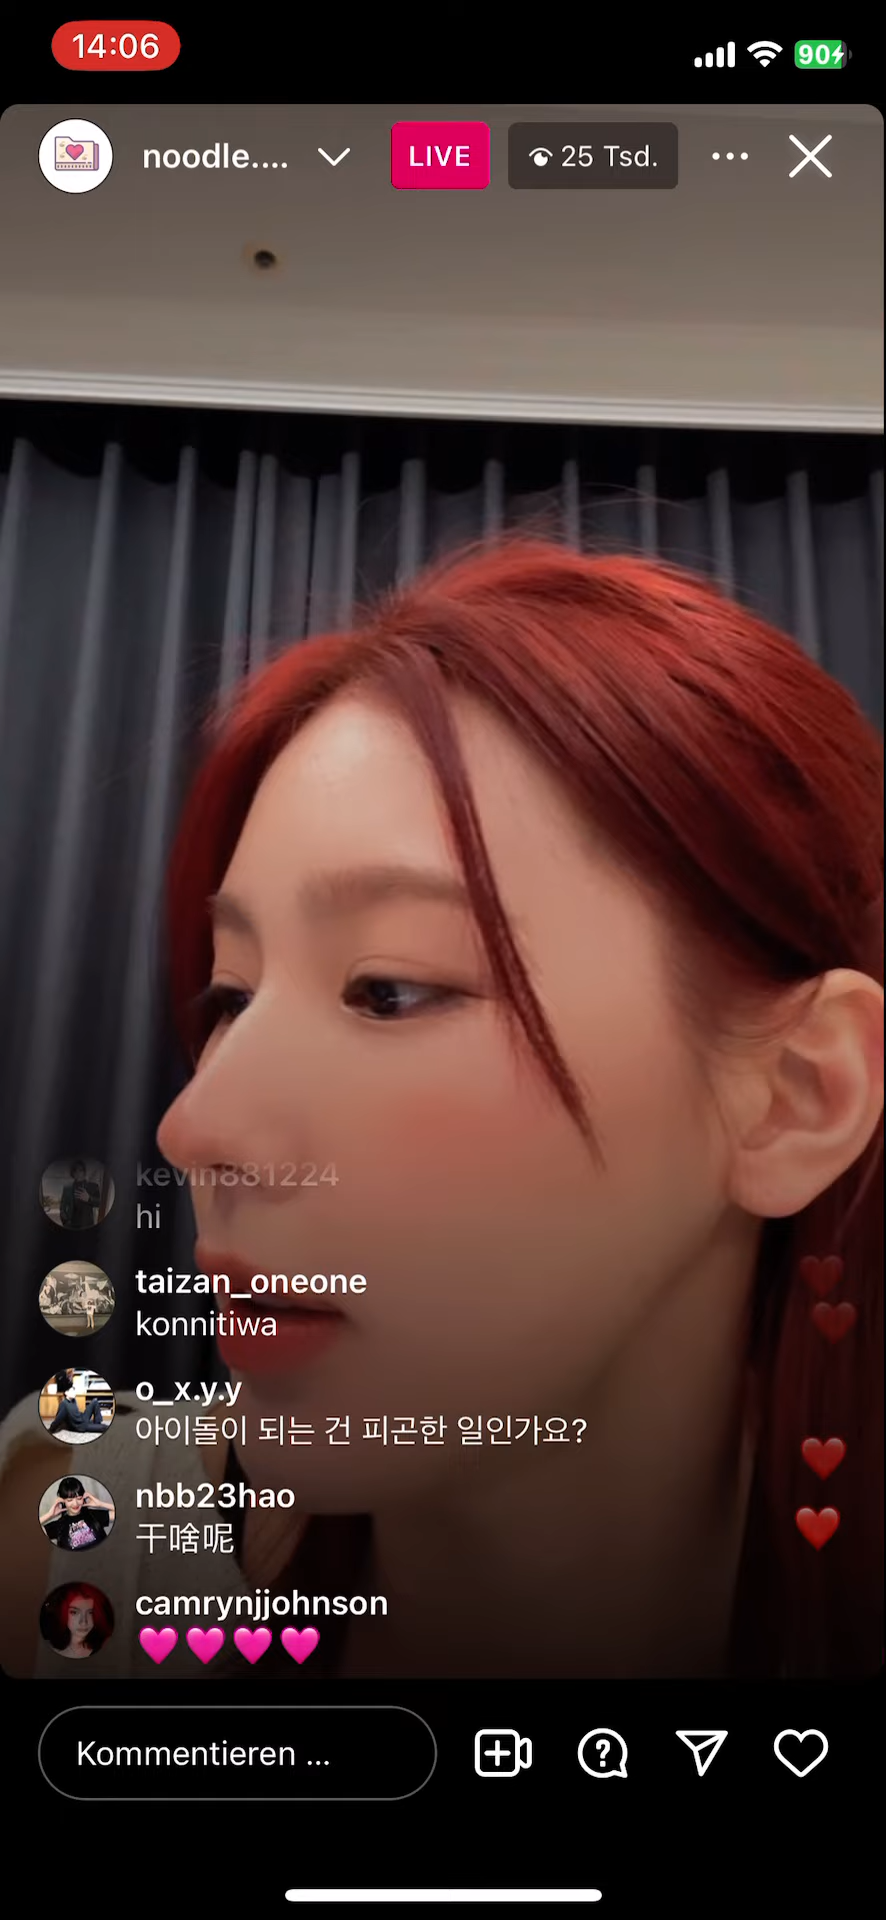 14:06
90
noodle....
LIVE
25 Tsd.
kevin881224
hi
taizan_oneone
konnitiwa
o_x.y.y
아이돌이 되는 건 피곤한 일인가요?
nbb23hao
干啥呢
camrynjjohnson
Kommentieren ...